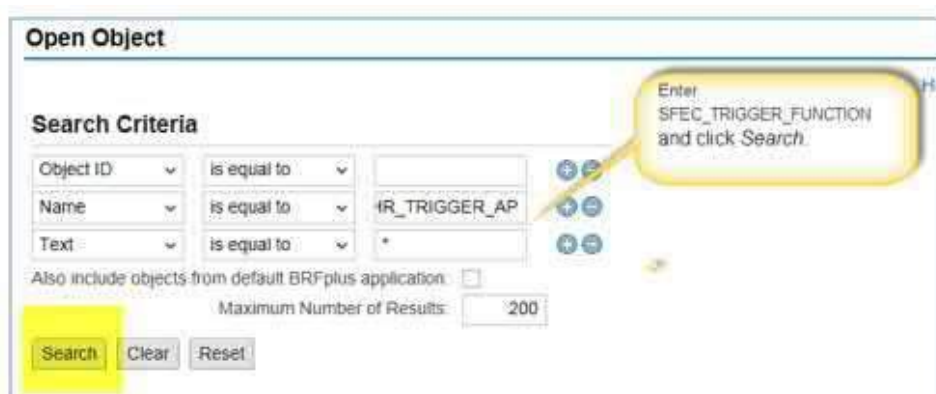 Open Object
H
Enter
SFEC_TRIGGER_FUNCTION
and click Search.
Search Criteria
Object ID is equal to
Name is equal to HR_TRIGGER_AP
Text is equal to *
Also include objects from default BRFplus application:
Maximum Number of Results: 200
Search Clear Reset